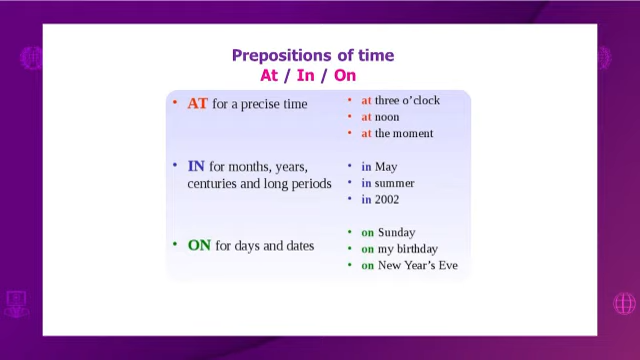 Prepositions of time
At / In / On
• AT for a precise time
• at three o’clock
• at noon
• at the moment
• IN for months, years,
centuries and long periods
• in May
• in summer
• in 2002
• ON for days and dates
• on Sunday
• on my birthday
• on New Year’s Eve